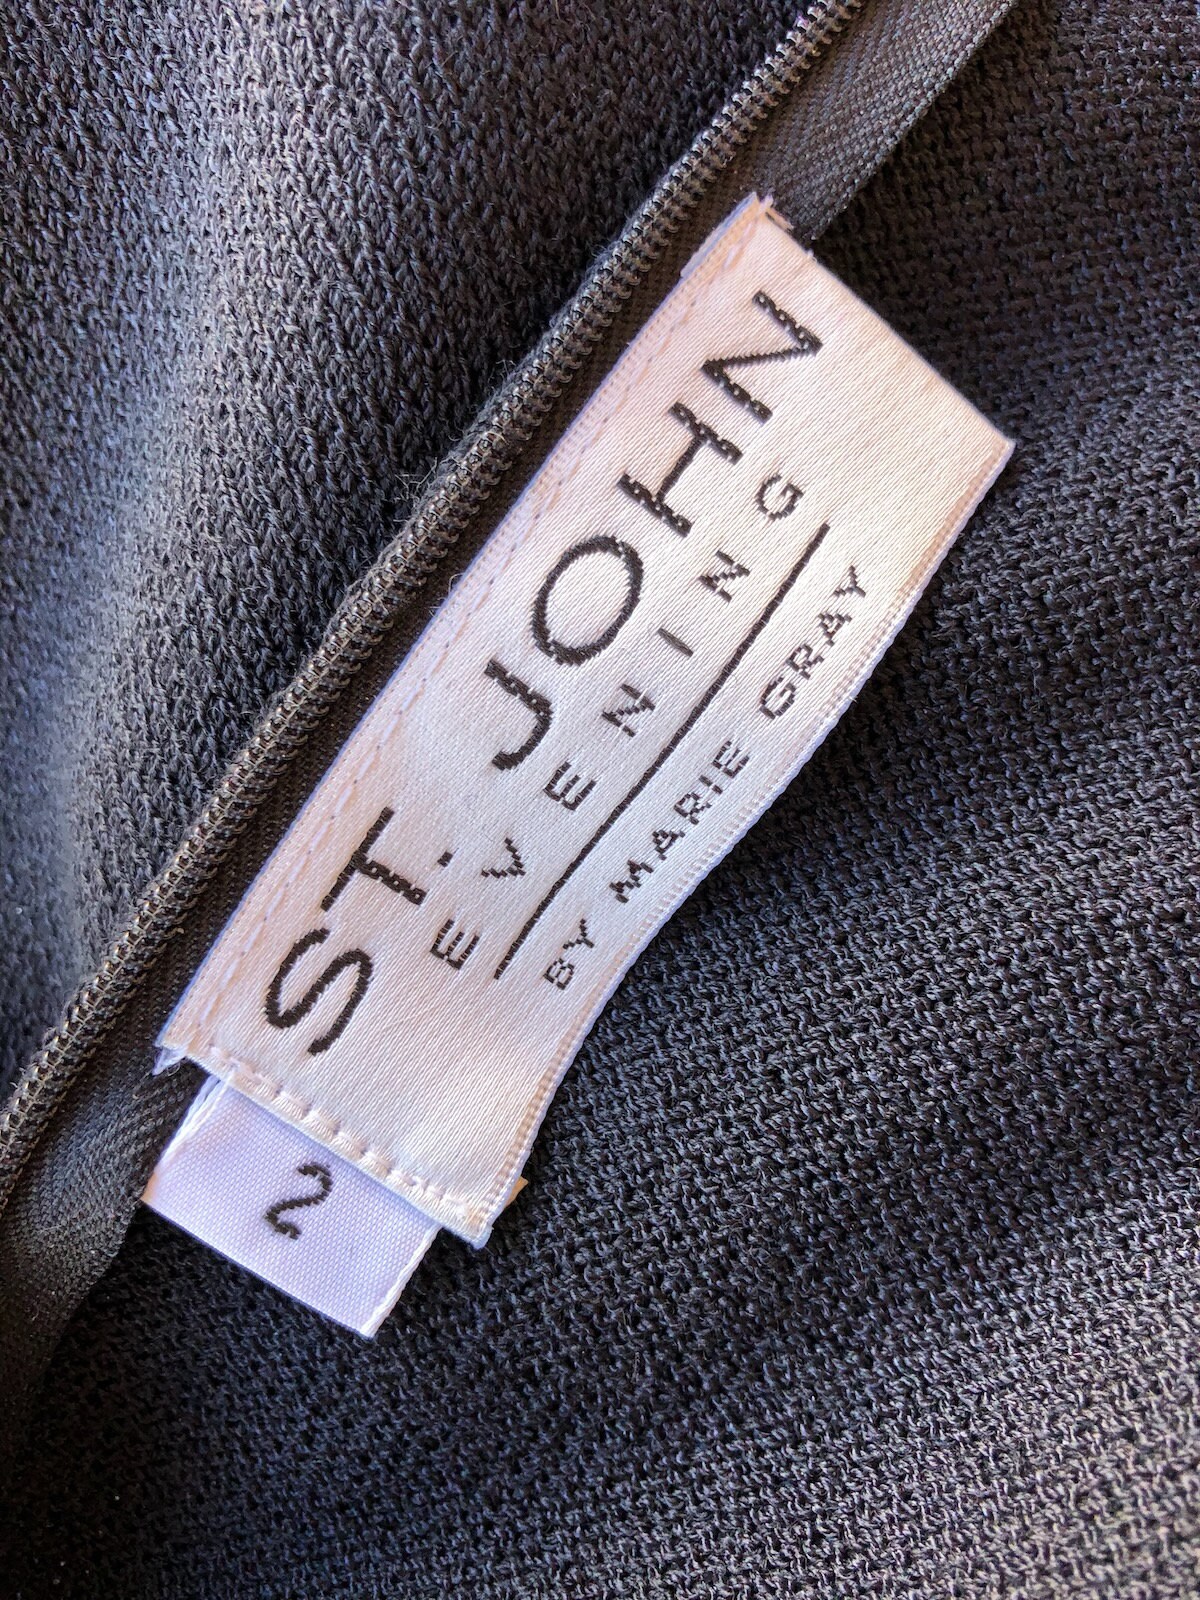 ST. JOHN
EVENING
BY MARIE GRAY
2